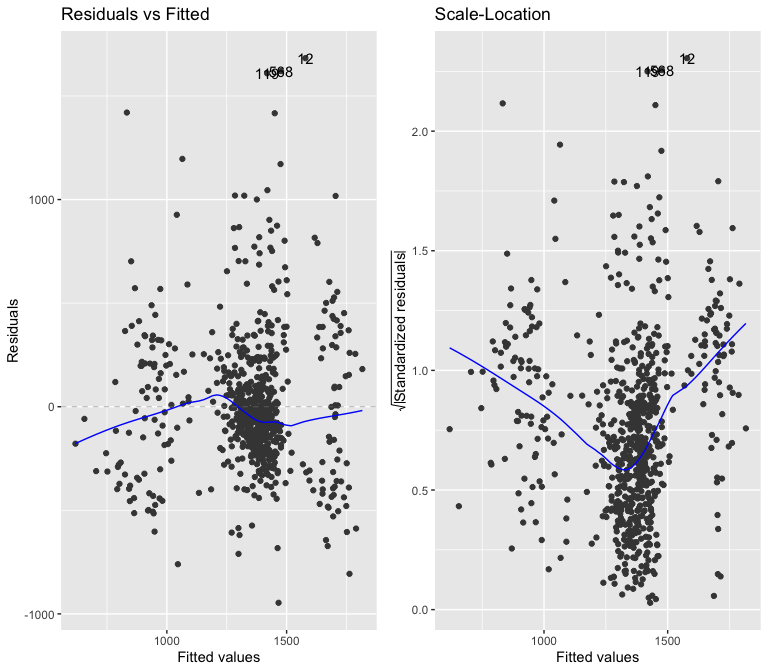 Residuals vs Fitted
Residuals
1000
0
-1000
12
1000
1500
Fitted values
Scale-Location
√|Standardized residuals|
2.0
1.5
1.0
0.5
0.0
12
1000
1500
Fitted values